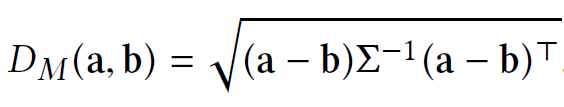 D_M(a, b) = √((a − b)Σ⁻¹(a − b)ᵀ).